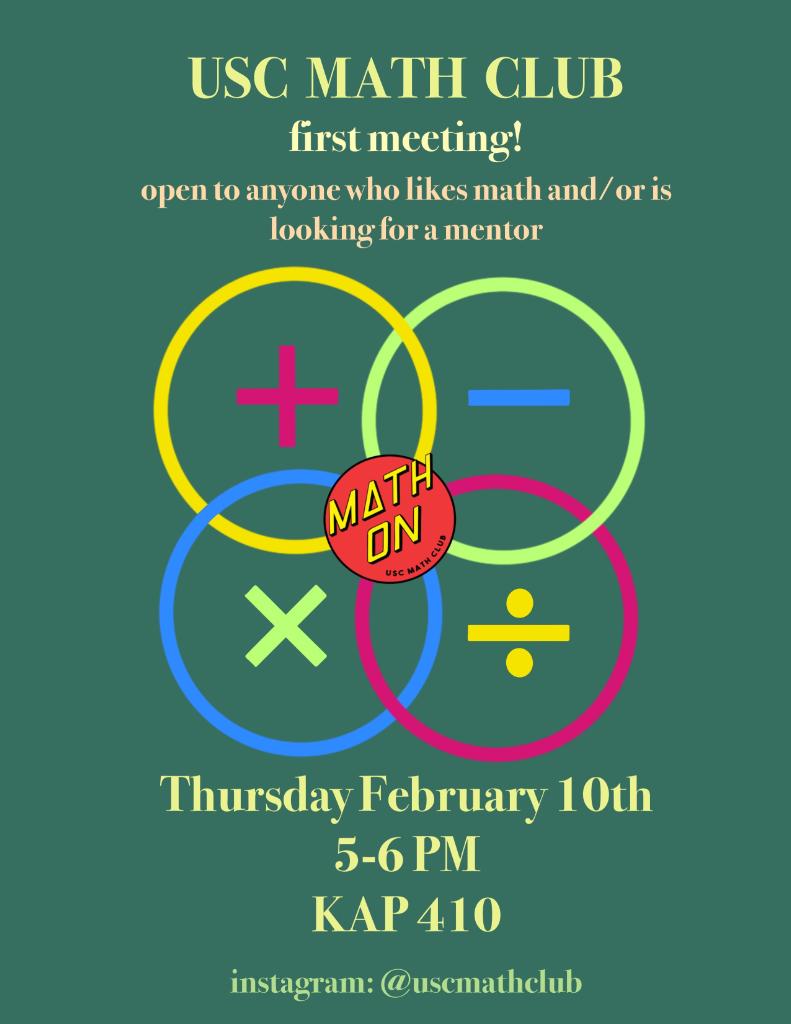 USC MATH CLUB
first meeting!
open to anyone who likes math and/or is
looking for a mentor
+
−
MATH
ON
USC MATH CLUB
×
÷
Thursday February 10th
5-6 PM
KAP 410
instagram: @uscmathclub